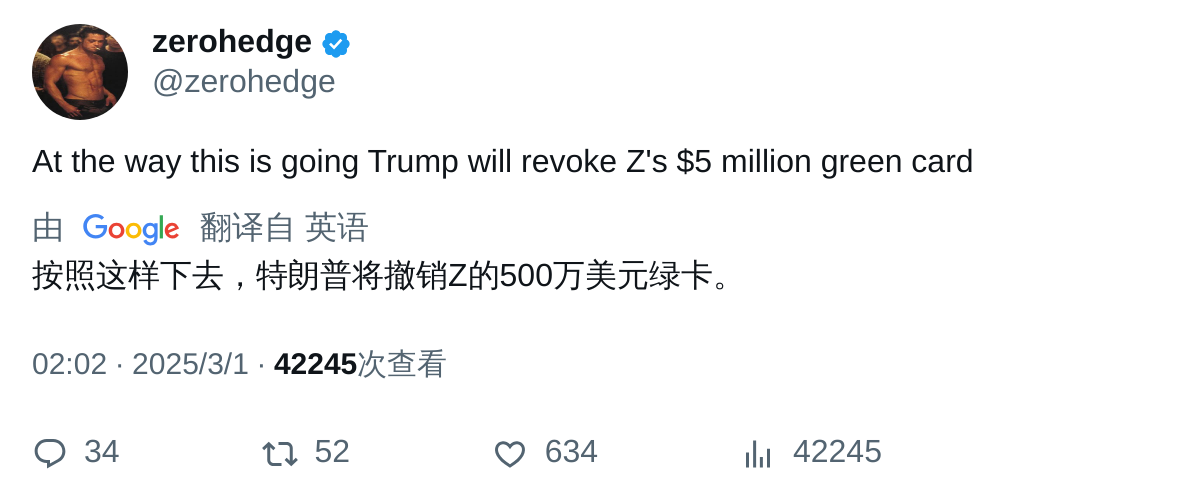 zerohedge
@zerohedge
At the way this is going Trump will revoke Z's $5 million green card
由 Google 翻译自 英语
按照这样下去，特朗普将撤销Z的500万美元绿卡。
02:02 · 2025/3/1 · 42245次查看
34 52 634 42245